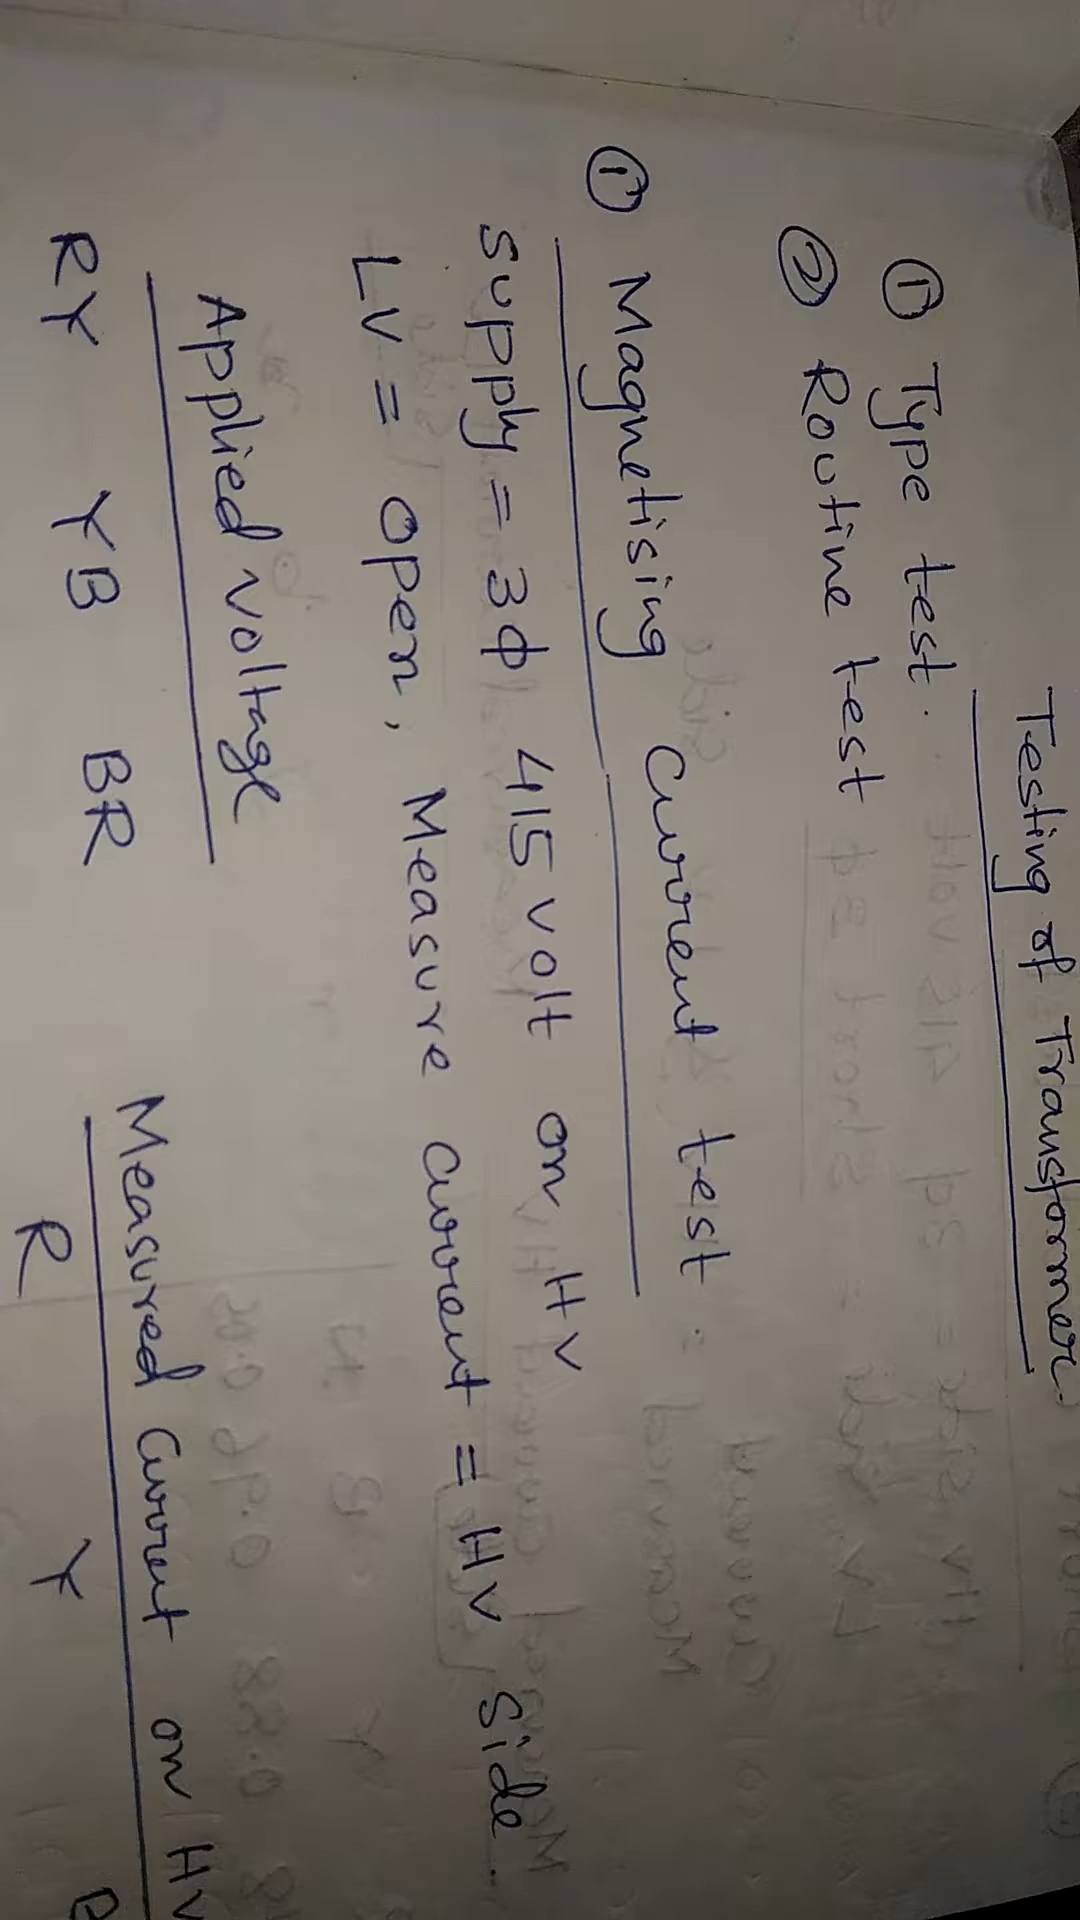 Testing of Transformer.
① Type test.
② Routine test
① Magnetising Current test:
Supply = 3Φ 415 volt on HV
LV = open, Measure Current = HV Side.
Applied voltage Measured Current on HV
RY YB BR R Y B